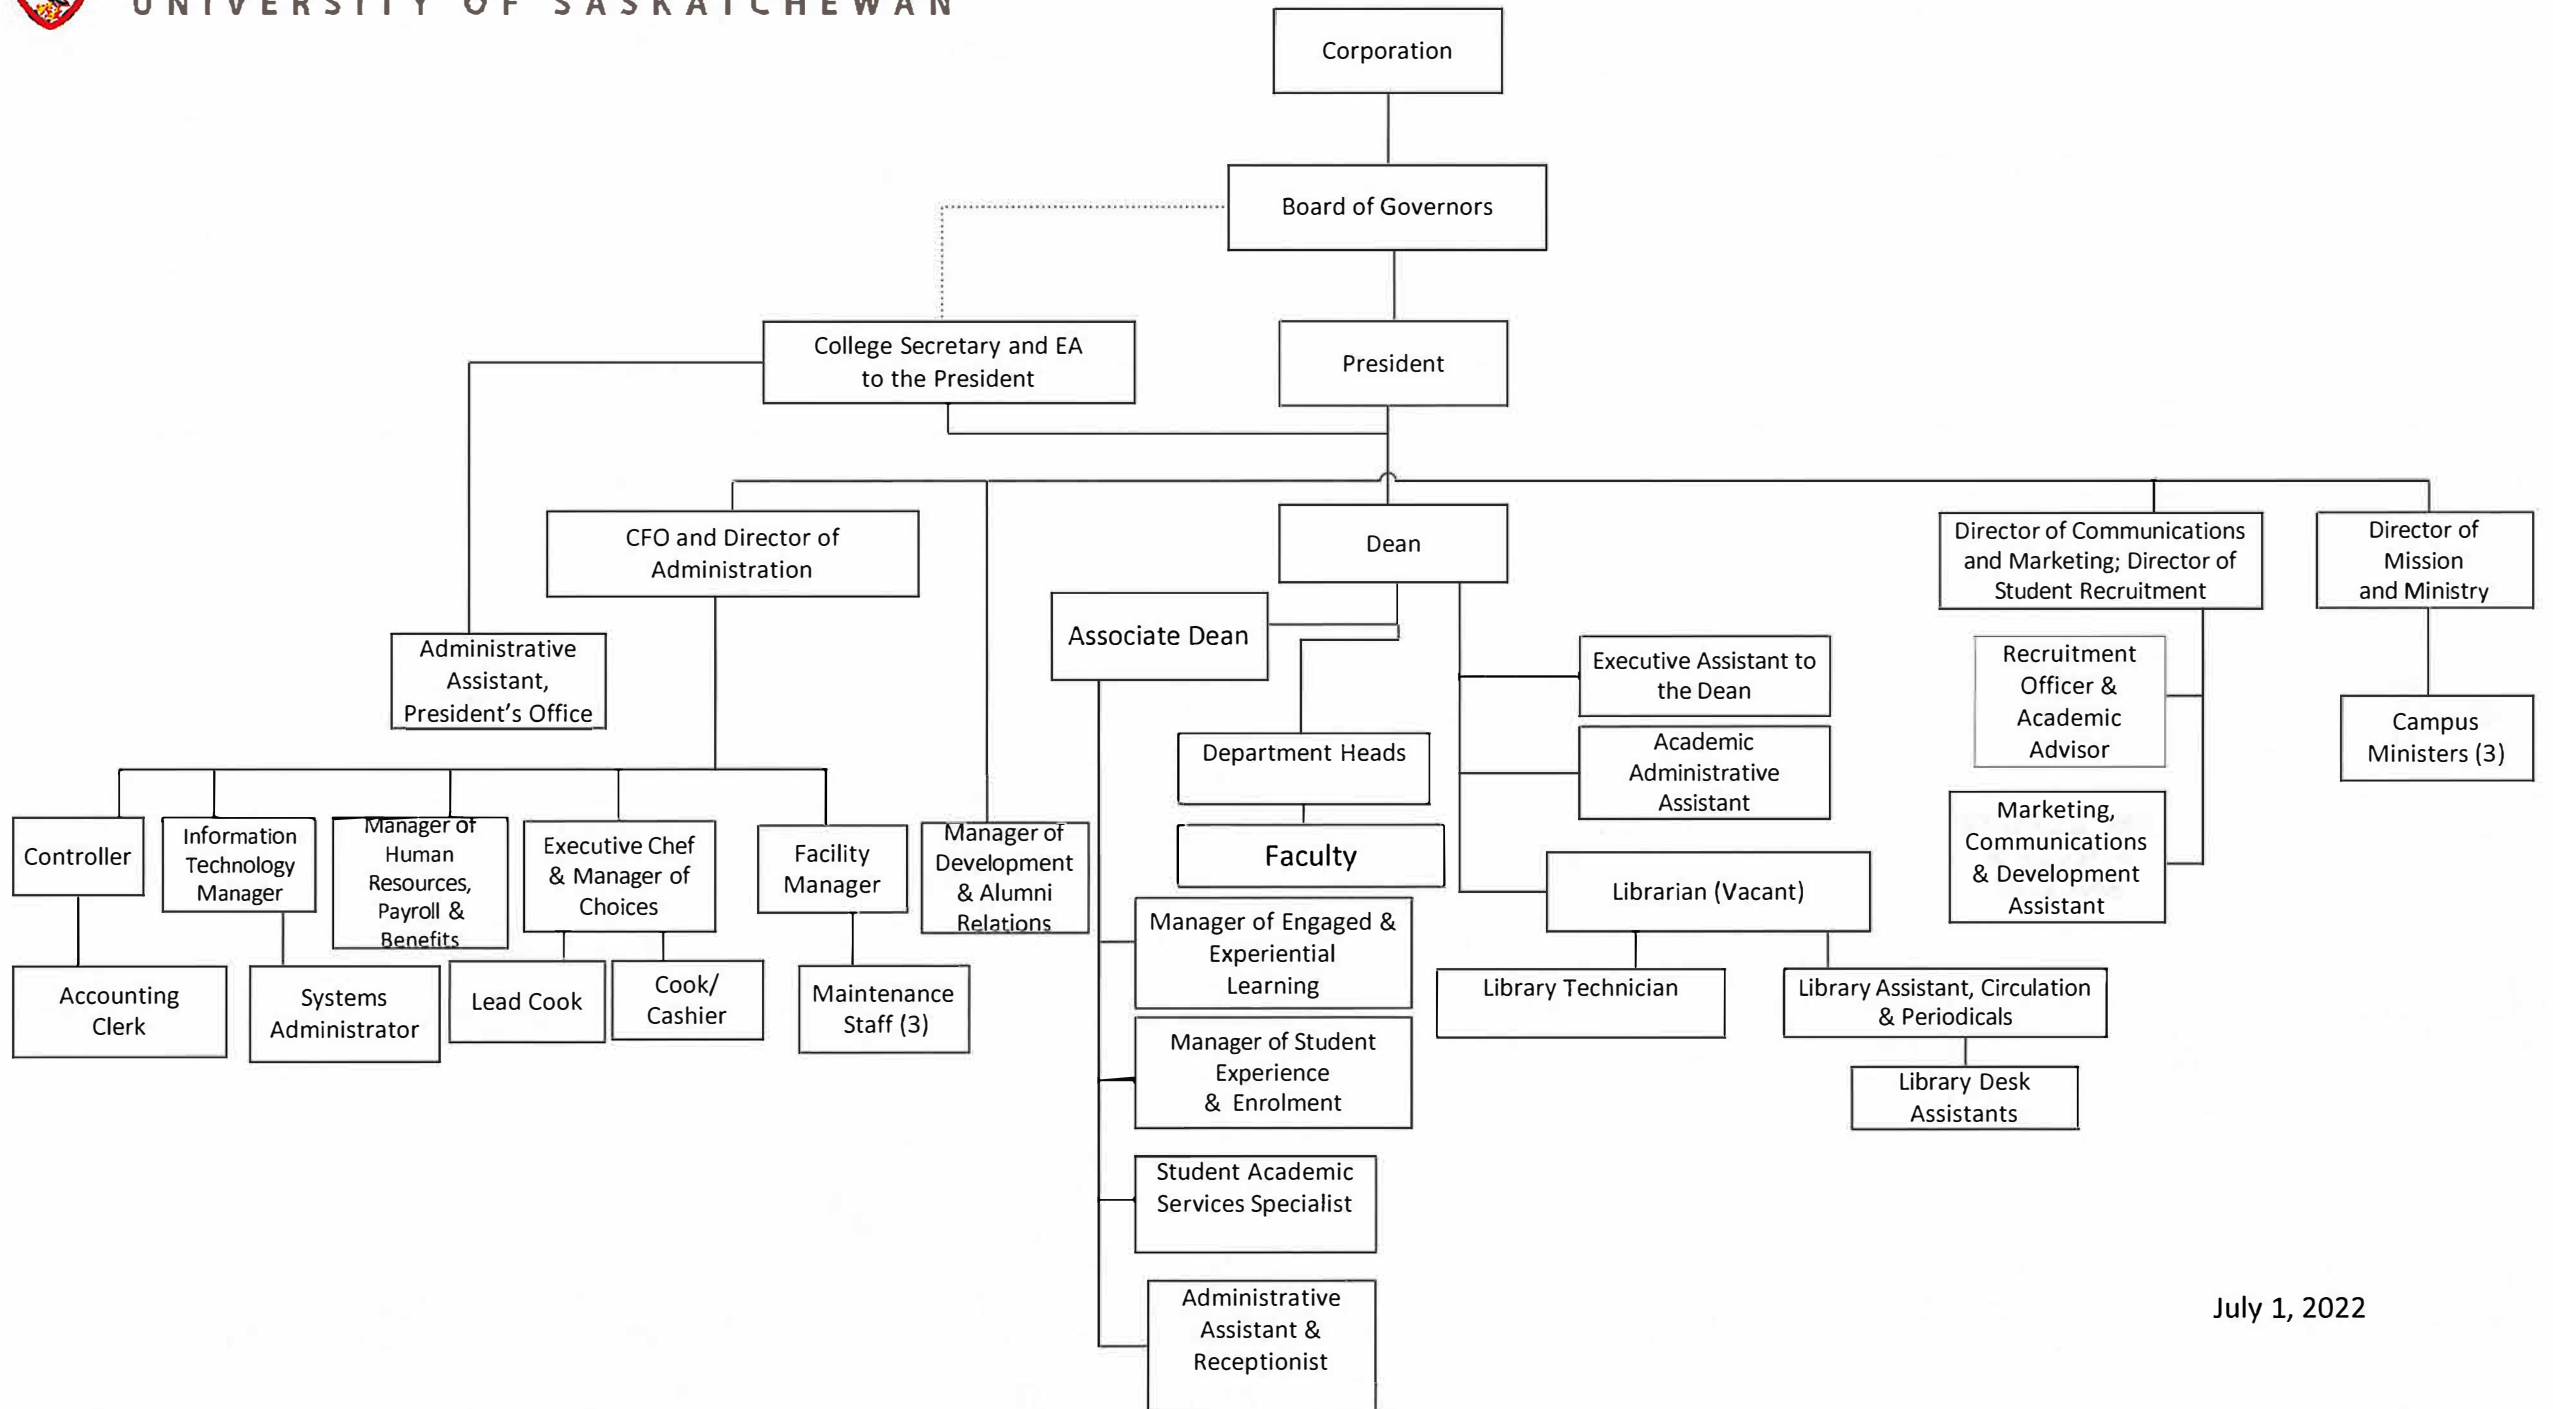 UNIVERSITY OF SASKATCHEWAN
Corporation
Board of Governors
College Secretary and EA
to the President
President
CFO and Director of
Administration
Dean
Director of Communications
and Marketing; Director of
Student Recruitment
Director of
Mission
and Ministry
Associate Dean
Administrative
Assistant,
President's Office
Executive Assistant to
the Dean
Recruitment
Officer &
Academic
Advisor
Campus
Ministers (3)
Department Heads
Academic
Administrative
Assistant
Marketing,
Communications
& Development
Assistant
Controller
Information
Technology
Manager
Manager of
Human
Resources,
Payroll &
Benefits
Executive Chef
& Manager of
Choices
Facility
Manager
Manager of
Development
& Alumni
Relations
Faculty
Librarian (Vacant)
Manager of Engaged &
Experiential
Learning
Accounting
Clerk
Systems
Administrator
Lead Cook
Cook/
Cashier
Maintenance
Staff (3)
Library Technician
Library Assistant, Circulation
& Periodicals
Manager of Student
Experience
& Enrolment
Library Desk
Assistants
Student Academic
Services Specialist
Administrative
Assistant &
Receptionist
July 1, 2022